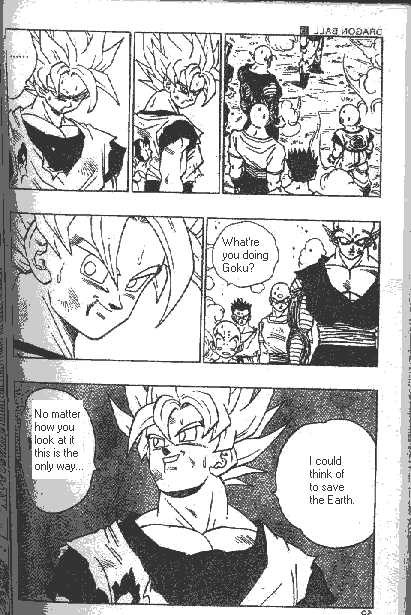 DRAGON BALL
......
What're
you doing
Goku?
No matter
how you
look at it
this is the
only way...
I could
think of
to save
the Earth.